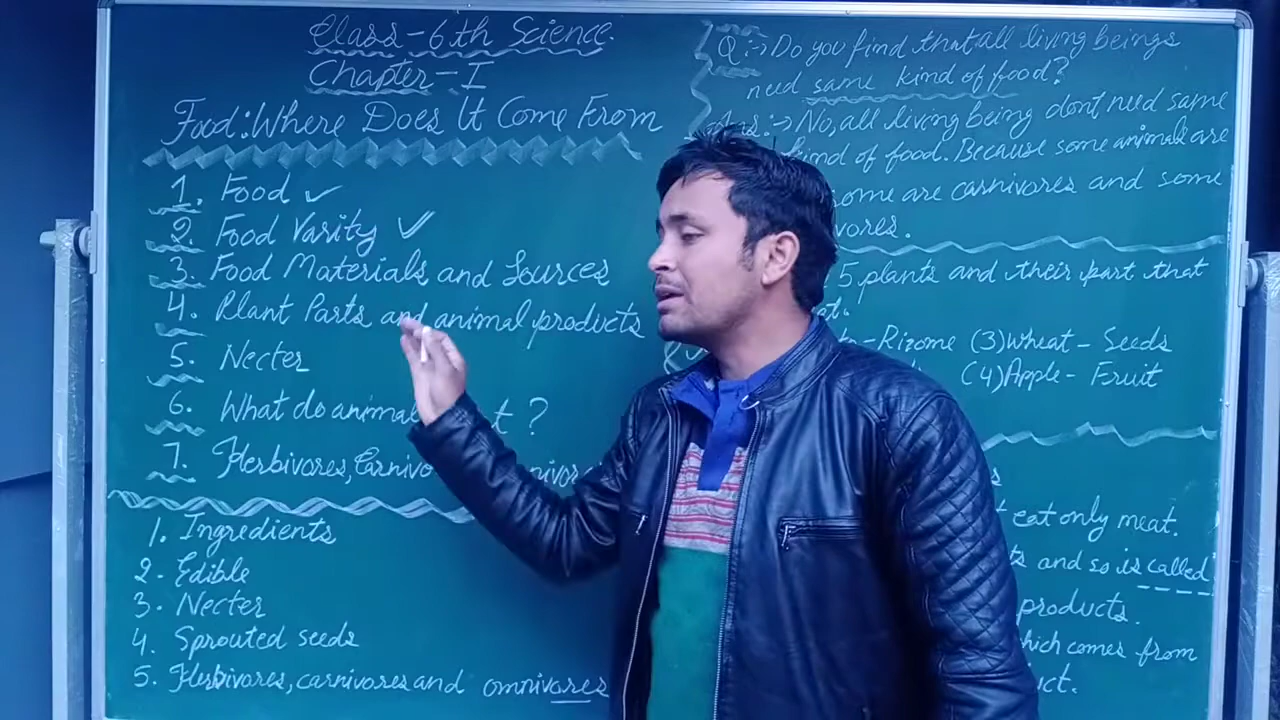 Class-6th Science.
Chapter-I
Food:Where Does It Come From
1. Food ✓
2. Food Varity ✓
3. Food Materials and Sources
4. Plant Parts and animal products
5. Necter
6. What do animal t ?
7. Herbivores, Carnivo nivor
1. Ingredients
2- Edible
3- Necter
4. Sprouted seeds
5. Herbivores, carnivores and omnivores
Q:-> Do you find that all living beings
need same kind of food?
Ans:-> No, all living being dont need same
kind of food. Because some animals are
ome are carnivores and some
vores.
5 plants and their part that
- Rizome (3) Wheat - Seeds
(4) Apple - Fruit
t eat only meat.
ts and so is called
products.
hich comes from
uct.